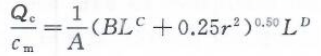 Q_c/c_m = 1/A (BL^C + 0.25r^2)^0.50 L^D